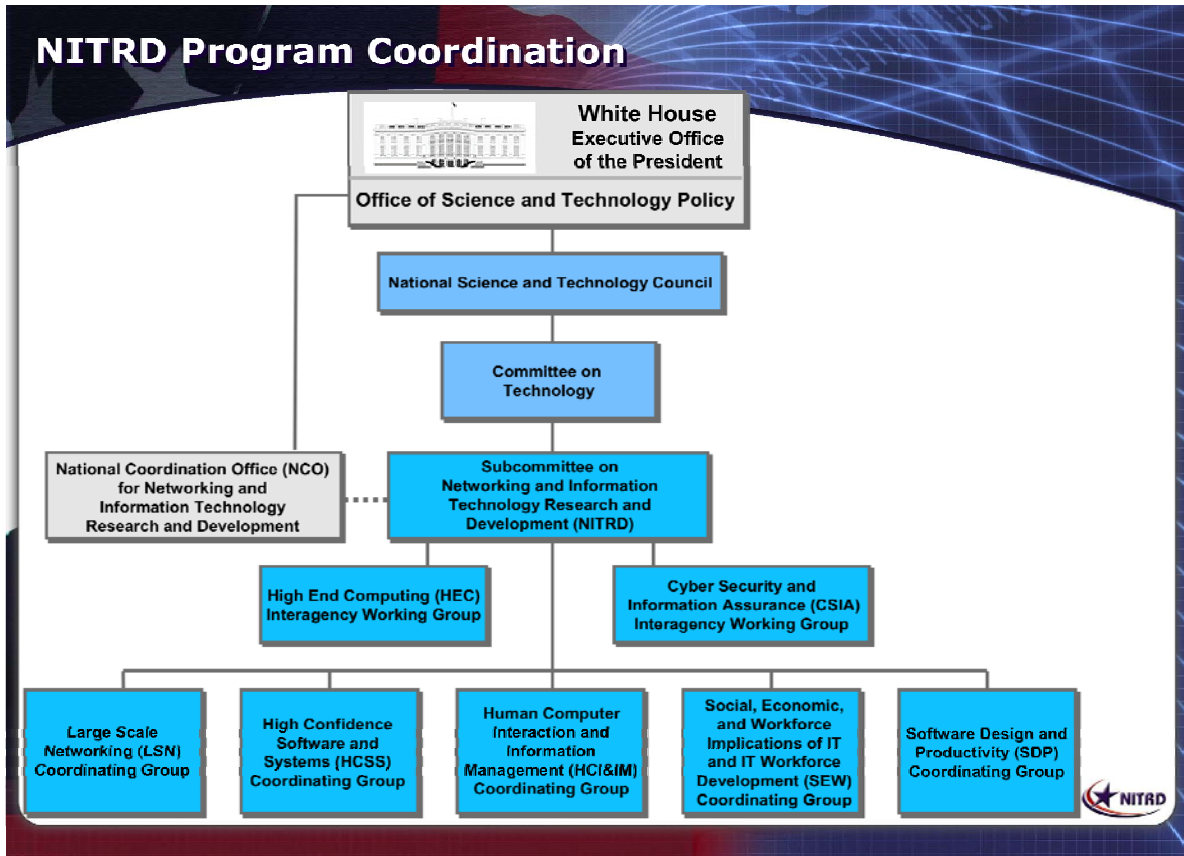 NITRD Program Coordination
White House
Executive Office
of the President
Office of Science and Technology Policy
National Science and Technology Council
Committee on
Technology
National Coordination Office (NCO)
for Networking and
Information Technology
Research and Development
Subcommittee on
Networking and Information
Technology Research and
Development (NITRD)
High End Computing (HEC)
Interagency Working Group
Cyber Security and
Information Assurance (CSIA)
Interagency Working Group
Large Scale
Networking (LSN)
Coordinating Group
High Confidence
Software and
Systems (HCSS)
Coordinating Group
Human Computer
Interaction and
Information
Management (HCI&IM)
Coordinating Group
Social, Economic,
and Workforce
Implications of IT
and IT Workforce
Development (SEW)
Coordinating Group
Software Design and
Productivity (SDP)
Coordinating Group
NITRD